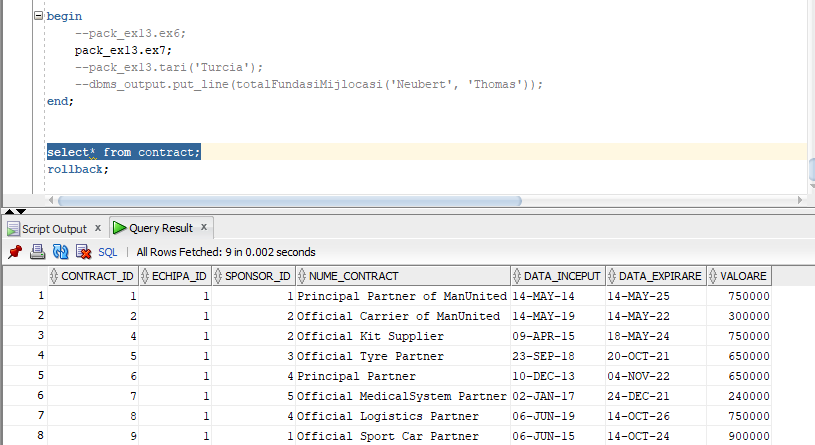 begin
--pack_ex13.ex6;
pack_ex13.ex7;
--pack_ex13.tari('Turcia');
--dbms_output.put_line(totalFundasiMijlocasi('Neubert', 'Thomas'));
end;
select* from contract;
rollback;
Script Output x Query Result x
SQL | All Rows Fetched: 9 in 0.002 seconds
CONTRACT_ID ECHIPA_ID SPONSOR_ID NUME_CONTRACT DATA_INCEPUT DATA_EXPIRARE VALOARE
1 1 1 1 Principal Partner of ManUnited 14-MAY-14 14-MAY-25 750000
2 2 1 2 Official Carrier of ManUnited 14-MAY-19 14-MAY-22 300000
3 4 1 2 Official Kit Supplier 09-APR-15 18-MAY-24 750000
4 5 1 3 Official Tyre Partner 23-SEP-18 20-OCT-21 650000
5 6 1 4 Principal Partner 10-DEC-13 04-NOV-22 650000
6 7 1 5 Official MedicalSystem Partner 02-JAN-17 24-DEC-21 240000
7 8 1 4 Official Logistics Partner 06-JUN-19 14-OCT-26 750000
8 9 1 1 Official Sport Car Partner 06-JUN-15 14-OCT-24 900000